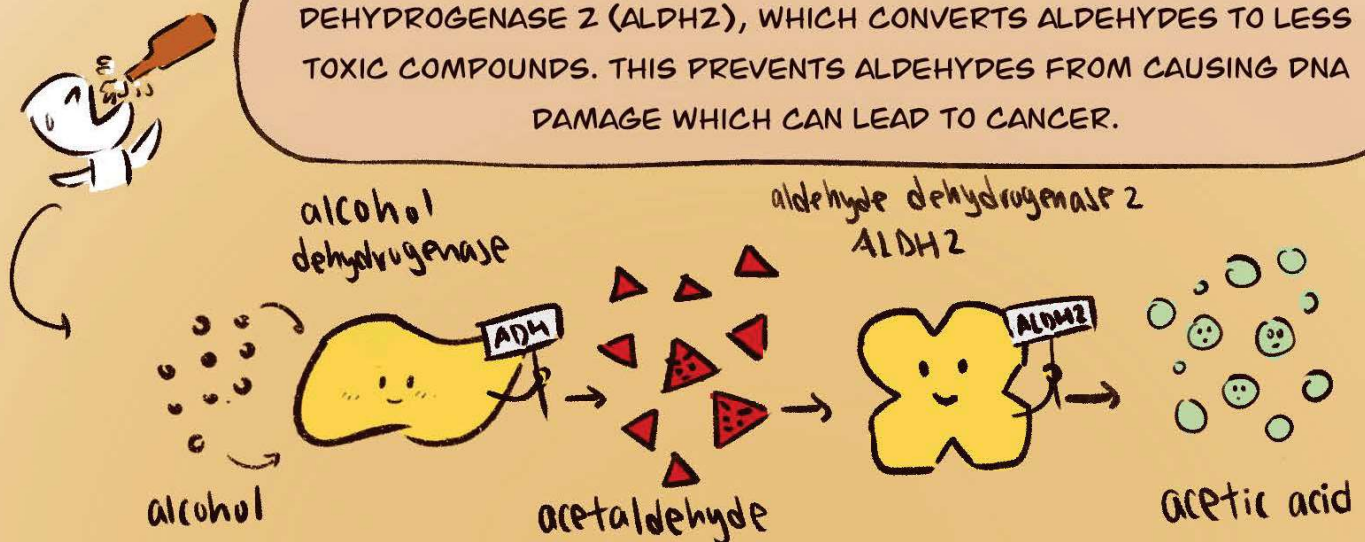 DEHYDROGENASE 2 (ALDH2), WHICH CONVERTS ALDEHYDES TO LESS
TOXIC COMPOUNDS. THIS PREVENTS ALDEHYDES FROM CAUSING DNA
DAMAGE WHICH CAN LEAD TO CANCER.
alcohol
dehydrogenase
aldehyde dehydrogenase 2
ALDH2
ADH
ALDH2
alcohol
acetaldehyde
acetic acid